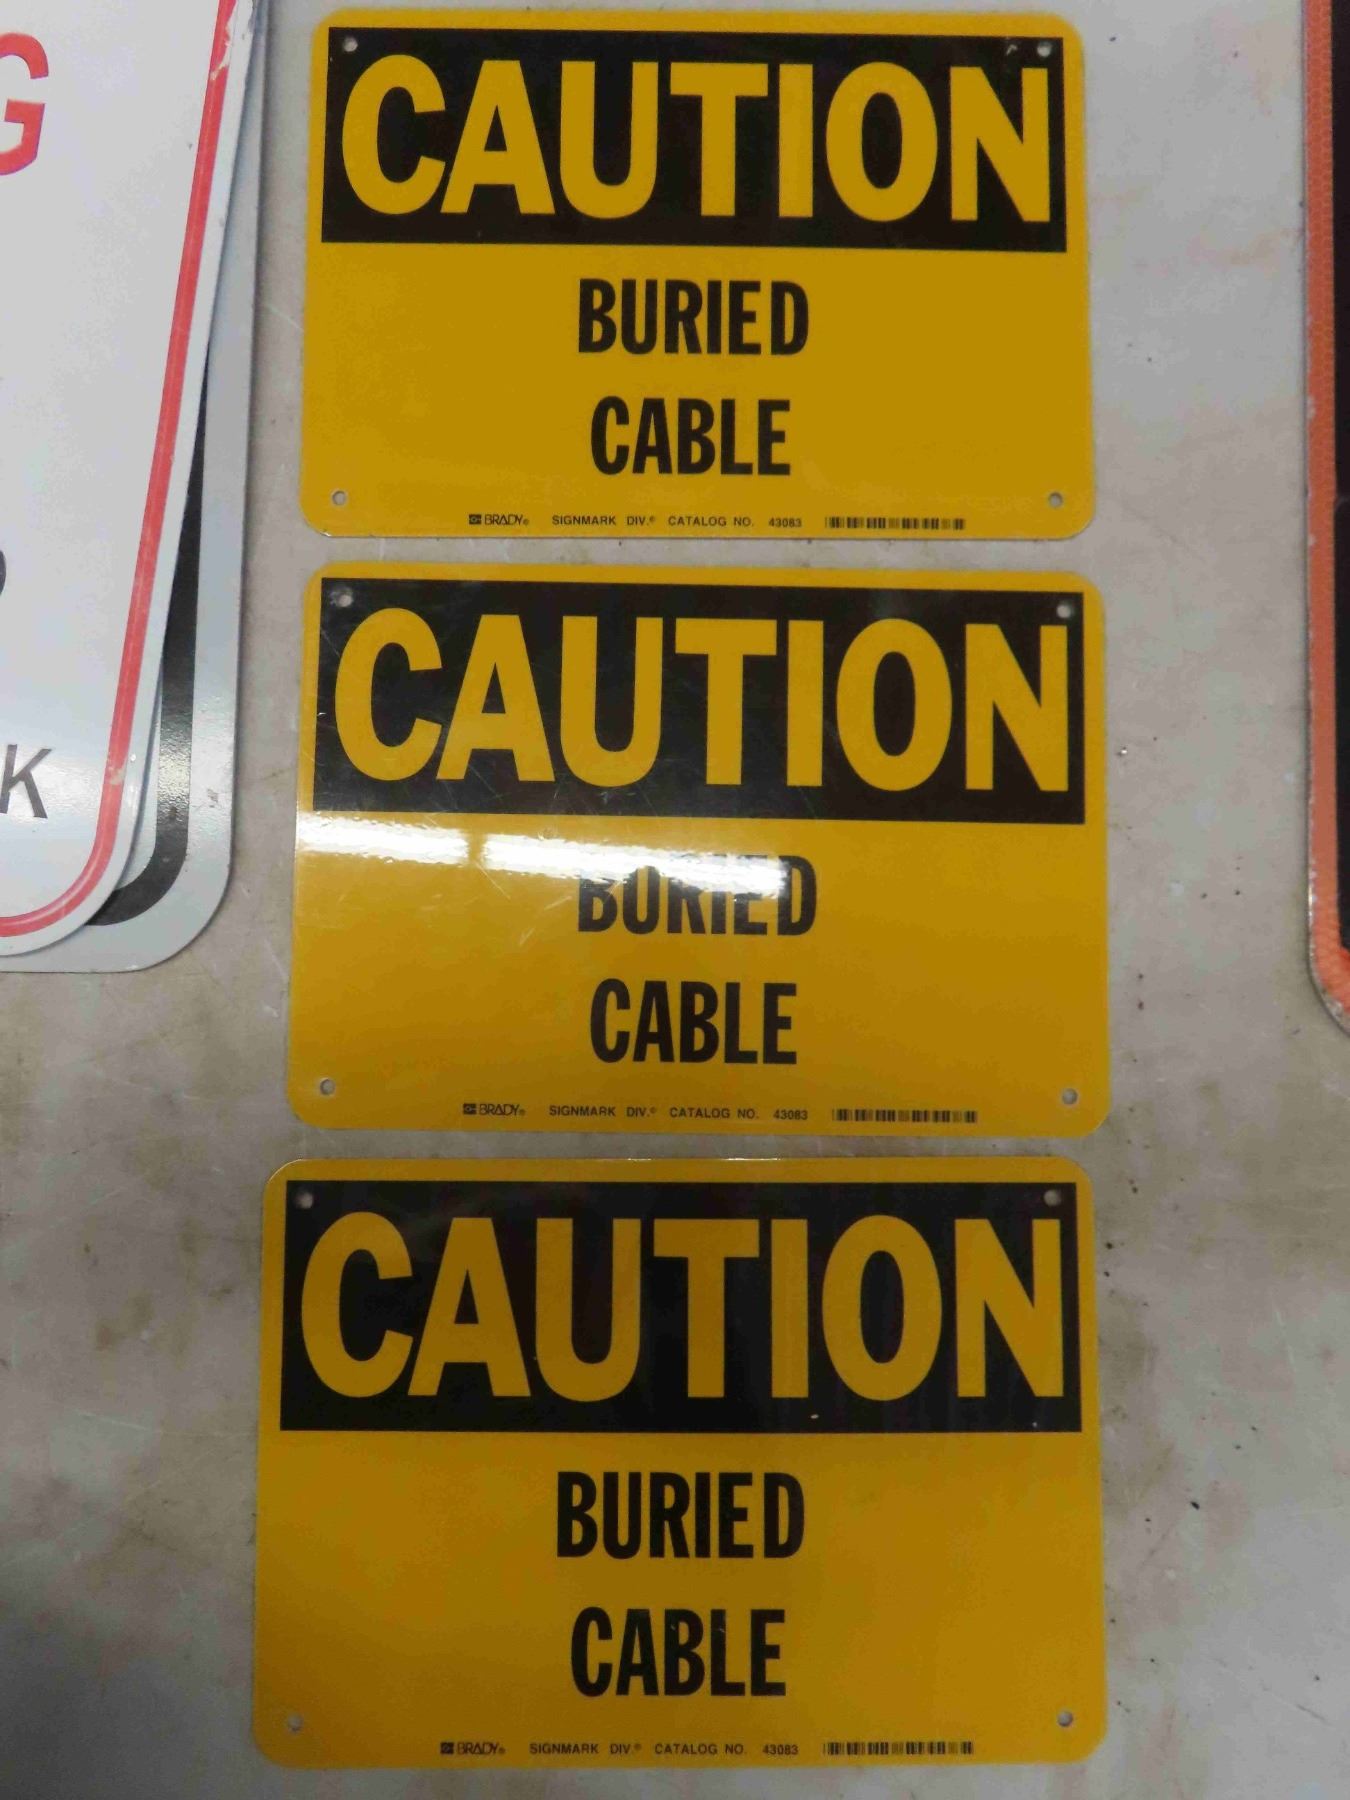 CAUTION
BURIED
CABLE
BRADY® SIGNMARK DIV.® CATALOG NO. 43083
CAUTION
BURIED
CABLE
BRADY® SIGNMARK DIV.® CATALOG NO. 43083
CAUTION
BURIED
CABLE
BRADY® SIGNMARK DIV.® CATALOG NO. 43083
G
K